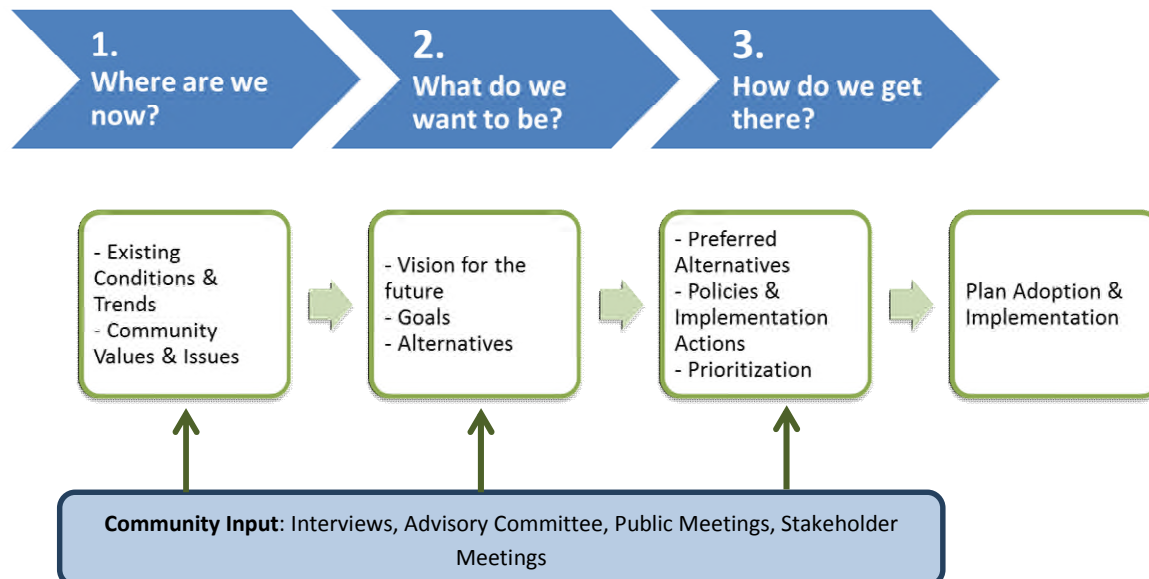 1.
Where are we
now?
2.
What do we
want to be?
3.
How do we get
there?
- Existing
Conditions &
Trends
- Community
Values & Issues
- Vision for the
future
- Goals
- Alternatives
- Preferred
Alternatives
- Policies &
Implementation
Actions
- Prioritization
Plan Adoption &
Implementation
Community Input: Interviews, Advisory Committee, Public Meetings, Stakeholder
Meetings